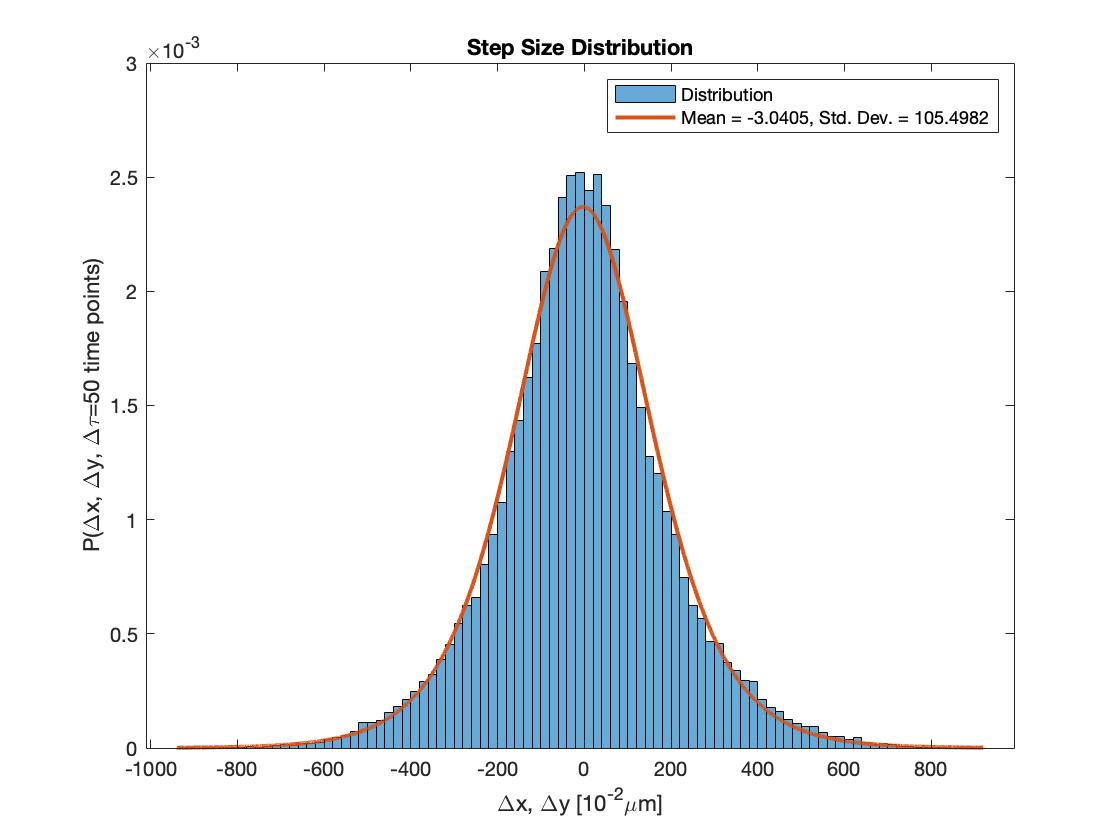 Step Size Distribution
×10⁻³
3
2.5
2
1.5
1
0.5
0
P(Δx, Δy, Δτ=50 time points)
Distribution
Mean = -3.0405, Std. Dev. = 105.4982
-1000 -800 -600 -400 -200 0 200 400 600 800
Δx, Δy [10⁻²μm]